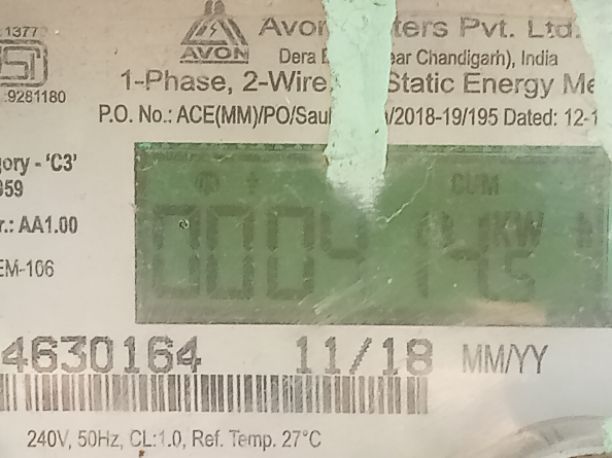 1377
ISI
:9281180
AVON
Avon ters Pvt. Ltd.
Dera ear Chandigarh), India
1-Phase, 2-Wire, Static Energy Me
P.O. No.: ACE(MM)/PO/Sau /2018-19/195 Dated: 12-1
gory - 'C3'
059
r.: AA1.00
EM-106
CUM
0004
KW
4630164 11/18 MM/YY
240V, 50Hz, CL:1.0, Ref. Temp. 27°C